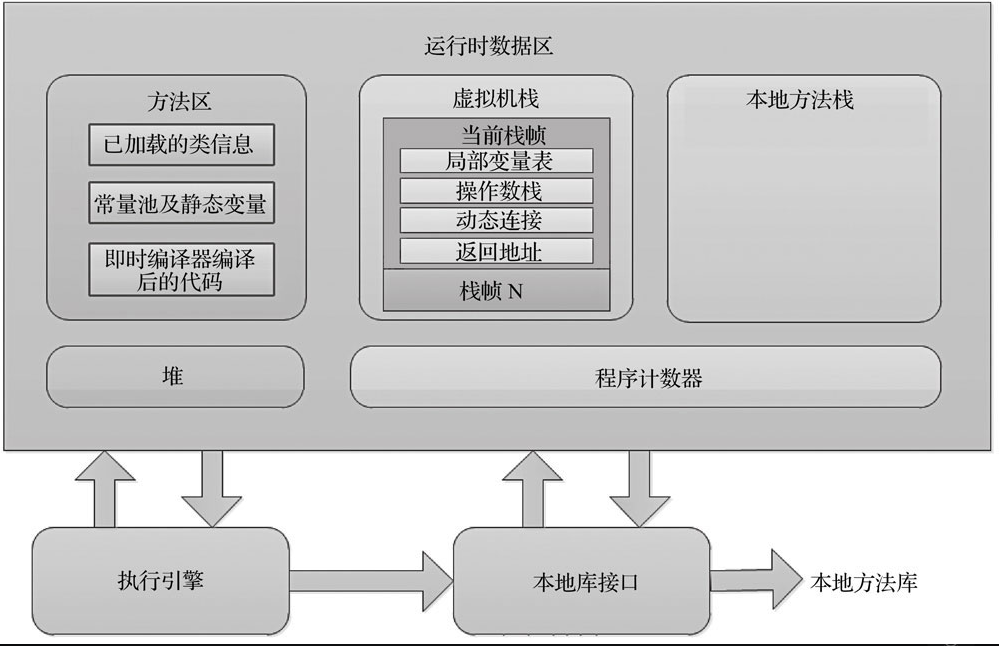 运行时数据区
方法区
已加载的类信息
常量池及静态变量
即时编译器编译
后的代码
虚拟机栈
当前栈帧
局部变量表
操作数栈
动态连接
返回地址
栈帧 N
本地方法栈
堆
程序计数器
执行引擎
本地库接口
本地方法库